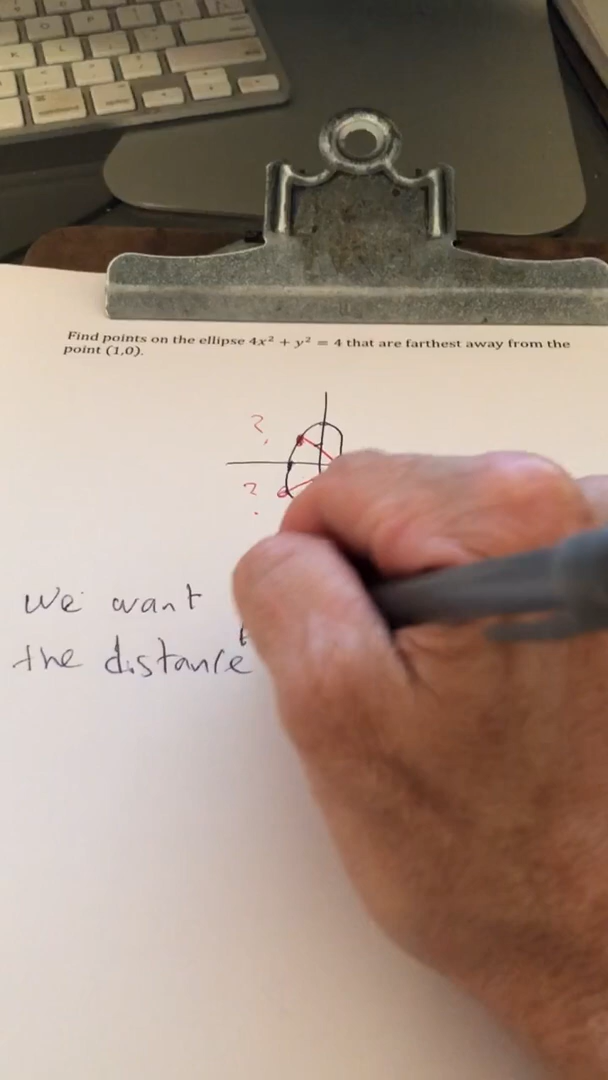 Find points on the ellipse 4x² + y² = 4 that are farthest away from the
point (1,0).
?
?
we want
the distance